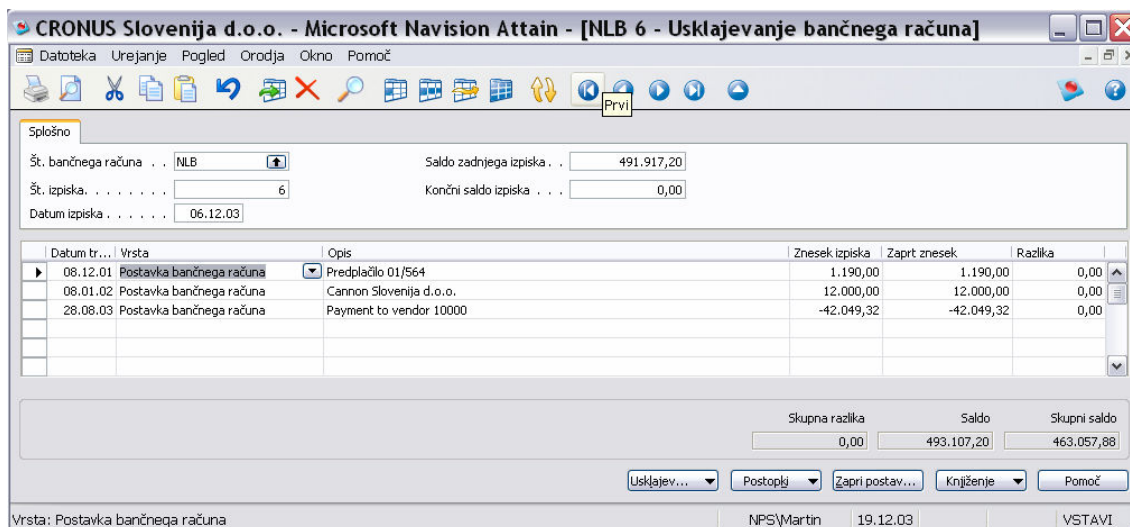 CRONUS Slovenija d.o.o. - Microsoft Navision Attain - [NLB 6 - Usklajevanje bančnega računa]
Datoteka Urejanje Pogled Orodja Okno Pomoč
Prvi
Splošno
Št. bančnega računa . . NLB Saldo zadnjega izpiska . . 491.917,20
Št. izpiska. . . . . . . . 6 Končni saldo izpiska . . . 0,00
Datum izpiska . . . . . . 06.12.03
Datum tr... Vrsta Opis Znesek izpiska Zaprt znesek Razlika
08.12.01 Postavka bančnega računa Predplačilo 01/564 1.190,00 1.190,00 0,00
08.01.02 Postavka bančnega računa Cannon Slovenija d.o.o. 12.000,00 12.000,00 0,00
28.08.03 Postavka bančnega računa Payment to vendor 10000 -42.049,32 -42.049,32 0,00
Skupna razlika Saldo Skupni saldo
0,00 493.107,20 463.057,88
Usklajev... Postopki Zapri postav... Knjiženje Pomoč
Vrsta: Postavka bančnega računa NPS\Martin 19.12.03 VSTAVI